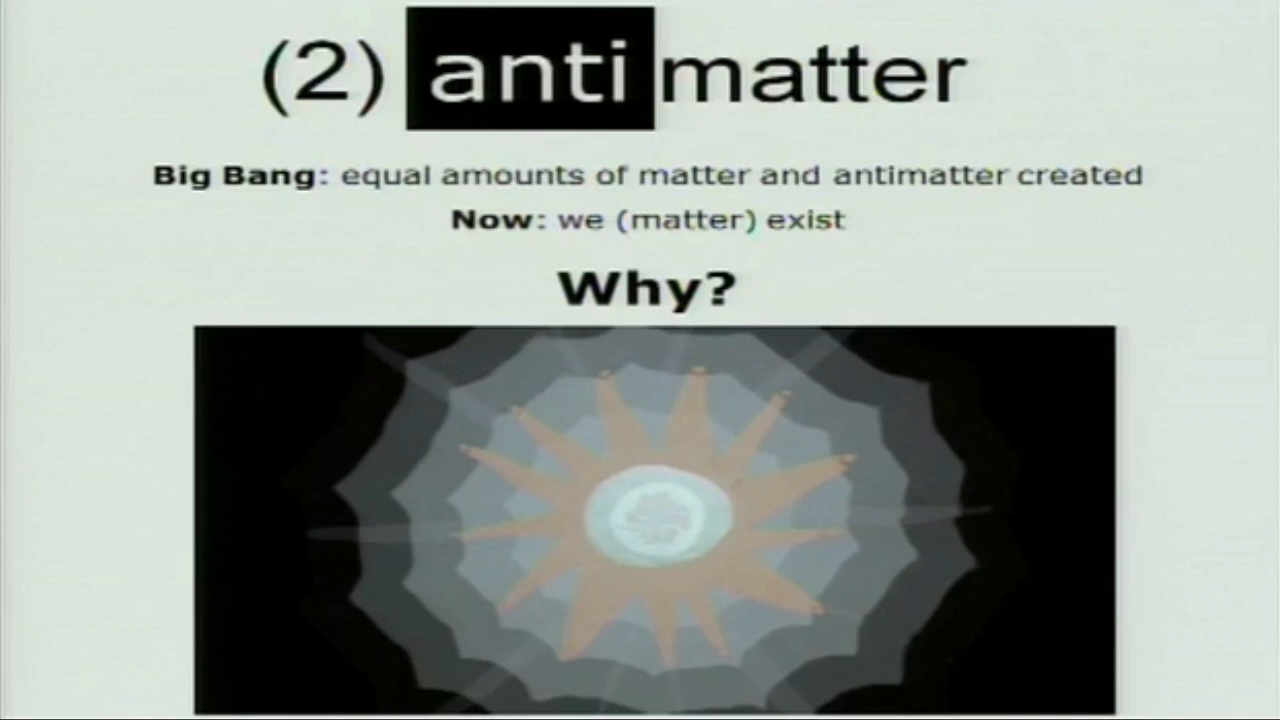 (2) antimatter
Big Bang: equal amounts of matter and antimatter created
Now: we (matter) exist
Why?